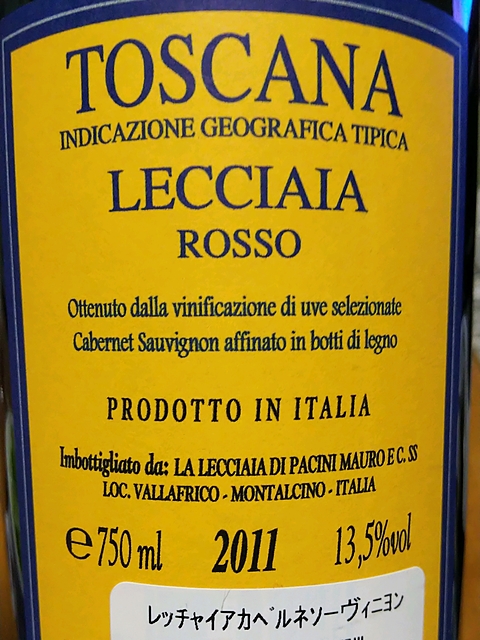 TOSCANA
INDICAZIONE GEOGRAFICA TIPICA
LECCIAIA
ROSSO
Ottenuto dalla vinificazione di uve selezionate
Cabernet Sauvignon affinato in botti di legno
PRODOTTO IN ITALIA
Imbottigliato da: LA LECCIAIA DI PACINI MAURO E C. SS
LOC. VALLAFRICO - MONTALCINO - ITALIA
℮ 750 ml 2011 13,5%vol
レッチャイアカベルネソーヴィニヨン